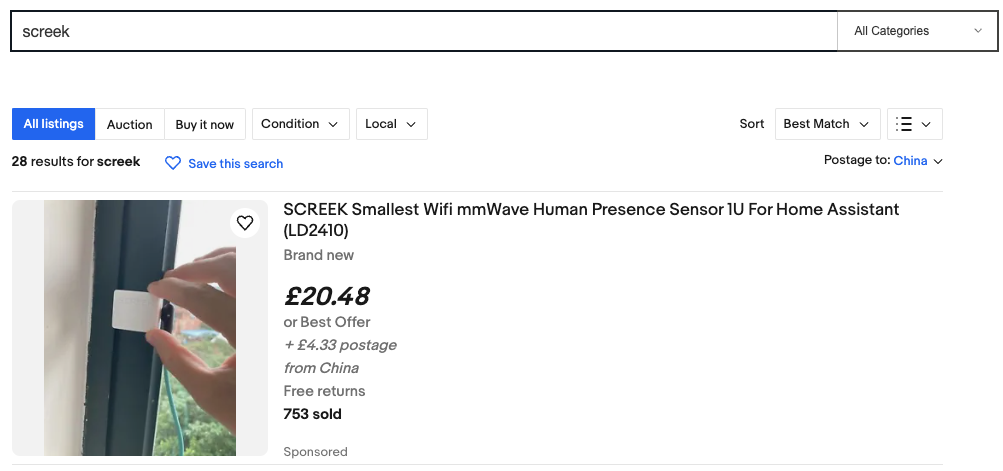 screek
All Categories
All listings
Auction
Buy it now
Condition
Local
Sort
Best Match
28 results for screek
Save this search
Postage to: China
SCREEK Smallest Wifi mmWave Human Presence Sensor 1U For Home Assistant
(LD2410)
Brand new
£20.48
or Best Offer
+ £4.33 postage
from China
Free returns
753 sold
Sponsored